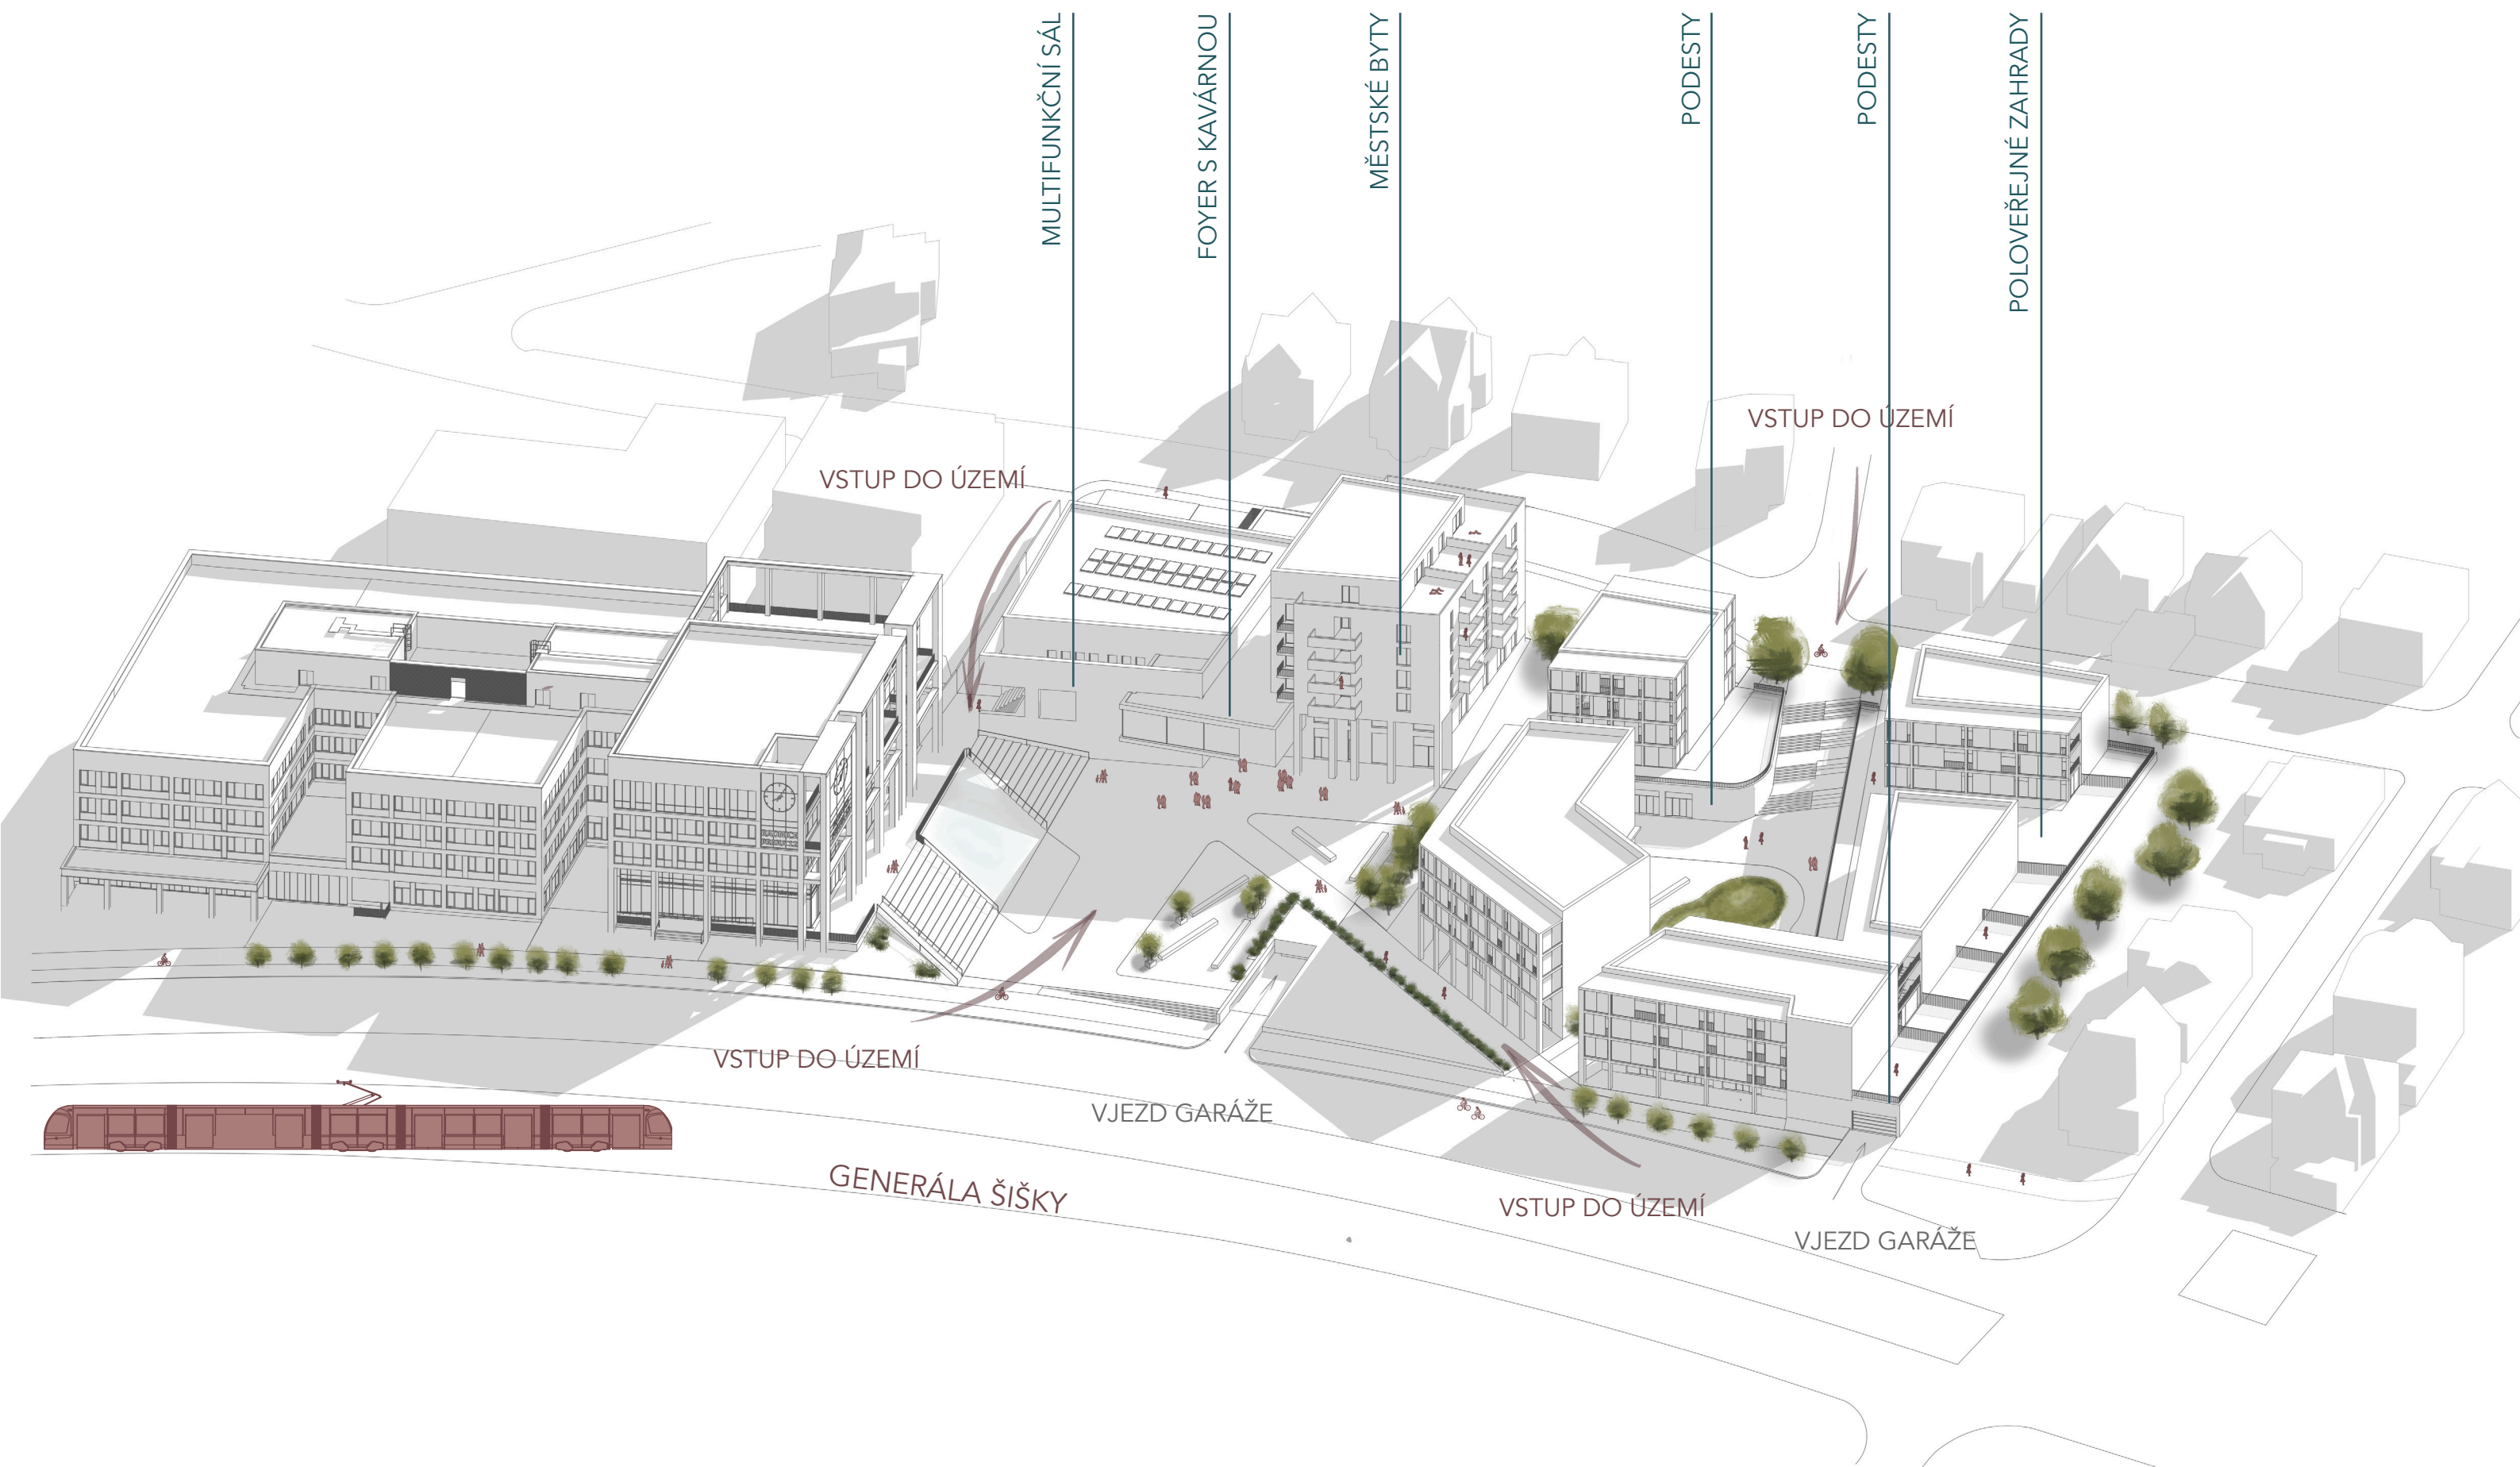 MULTIFUNKČNÍ SÁL
FOYER S KAVÁRNOU
MĚSTSKÉ BYTY
PODESTY
PODESTY
POLOVEŘEJNÉ ZAHRADY
VSTUP DO ÚZEMÍ
VSTUP DO ÚZEMÍ
VSTUP DO ÚZEMÍ
VJEZD GARÁŽE
GENERÁLA ŠIŠKY
VSTUP DO ÚZEMÍ
VJEZD GARÁŽE